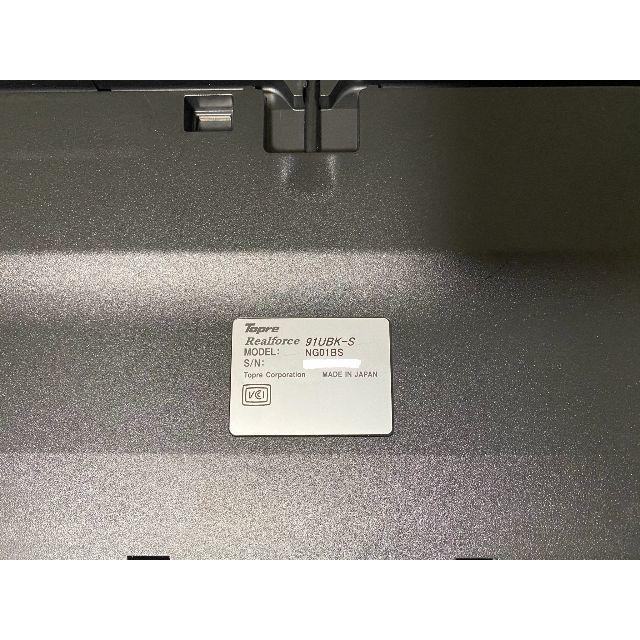 Topre
Realforce 91UBK-S
MODEL: NG01BS
S/N:
Topre Corporation MADE IN JAPAN
VCI